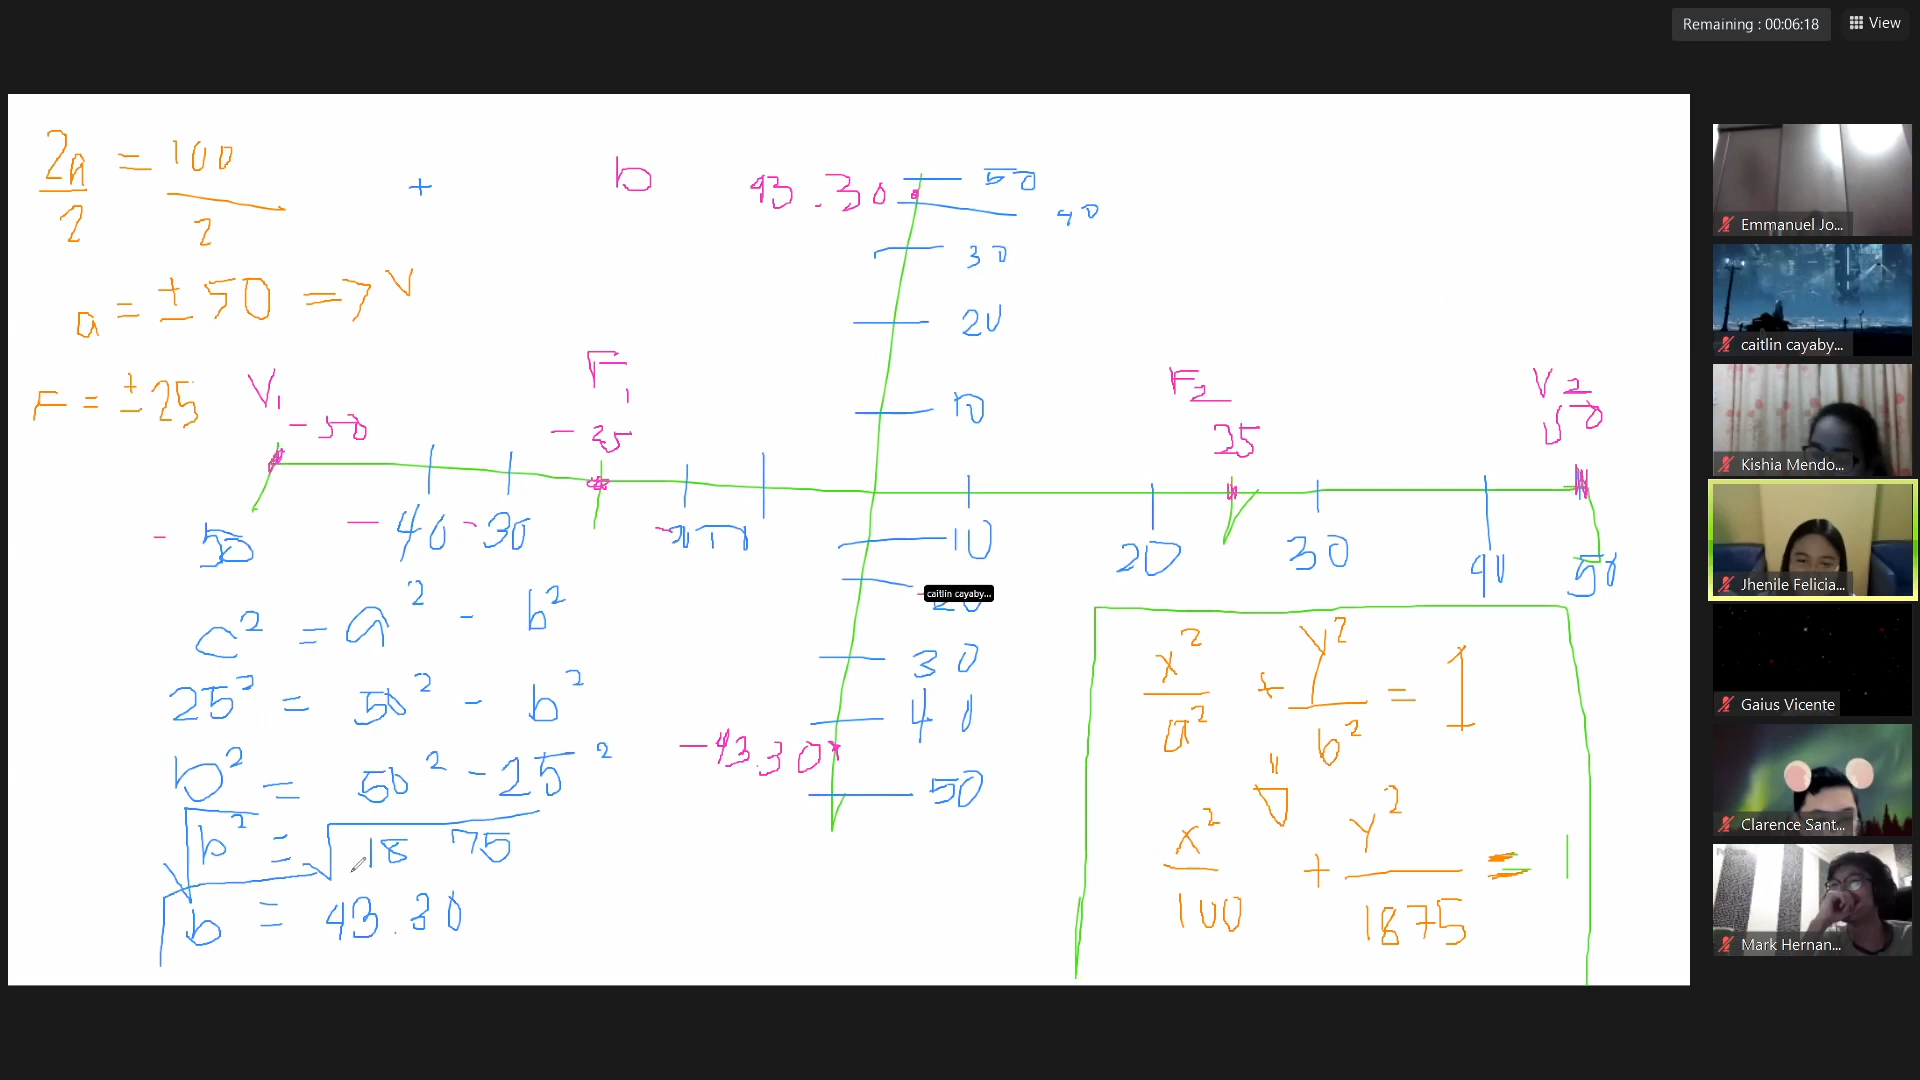 Remaining : 00:06:18
View
2a/2 = 100/2
+
b
43.30
50
40
30
20
10
a = ± 50 => V
F = ± 25
V1
- 50
F1
- 25
F2
25
V2
50
- 50
- 40
- 30
10
20
30
40
50
10
20
30
40
50
- 43.30
caitlin cayaby...
c² = a² - b²
25² = 50² - b²
b² = 50² - 25²
√b² = √1875
b = 43.30
x²/a² + y²/b² = 1
x²/100 + y²/1875 = 1
Emmanuel Jo...
caitlin cayaby...
Kishia Mendo...
Jhenile Felicia...
Gaius Vicente
Clarence Sant...
Mark Hernan...